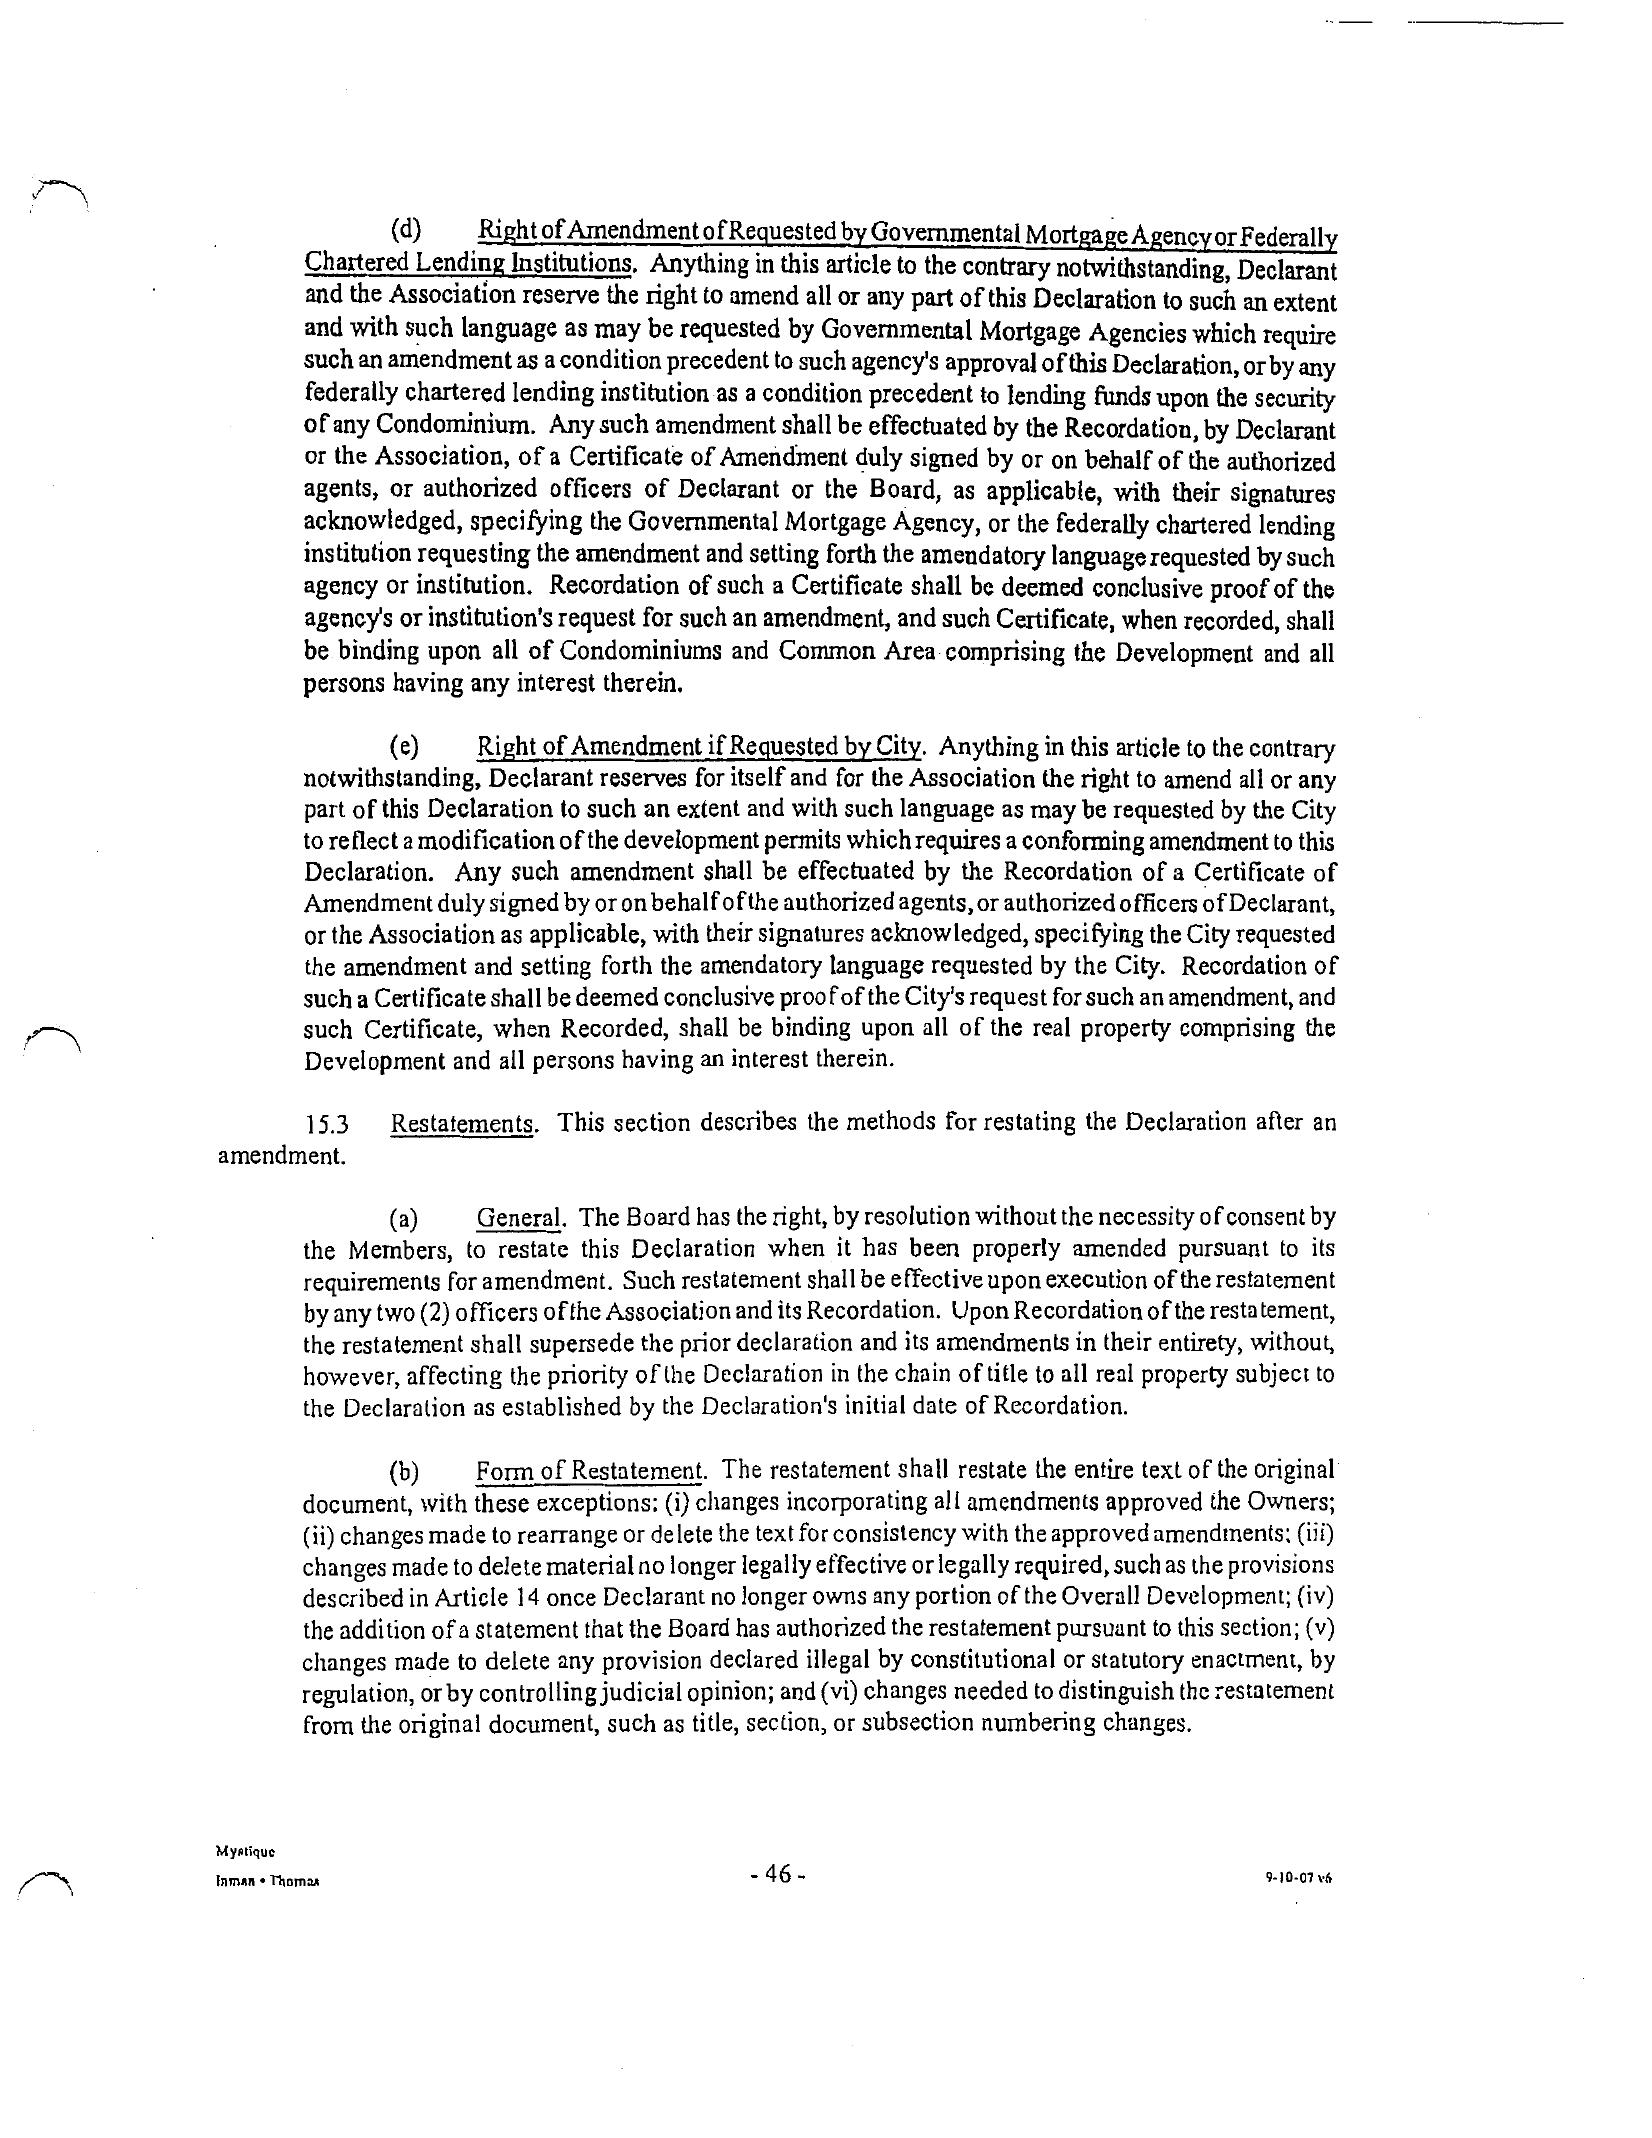 (d) Right of Amendment of Requested by Governmental Mortgage Agency or Federally
Chartered Lending Institutions. Anything in this article to the contrary notwithstanding, Declarant
and the Association reserve the right to amend all or any part of this Declaration to such an extent
and with such language as may be requested by Governmental Mortgage Agencies which require
such an amendment as a condition precedent to such agency's approval of this Declaration, or by any
federally chartered lending institution as a condition precedent to lending funds upon the security
of any Condominium. Any such amendment shall be effectuated by the Recordation, by Declarant
or the Association, of a Certificate of Amendment duly signed by or on behalf of the authorized
agents, or authorized officers of Declarant or the Board, as applicable, with their signatures
acknowledged, specifying the Governmental Mortgage Agency, or the federally chartered lending
institution requesting the amendment and setting forth the amendatory language requested by such
agency or institution. Recordation of such a Certificate shall be deemed conclusive proof of the
agency's or institution's request for such an amendment, and such Certificate, when recorded, shall
be binding upon all of Condominiums and Common Area comprising the Development and all
persons having any interest therein.
(e) Right of Amendment if Requested by City. Anything in this article to the contrary
notwithstanding, Declarant reserves for itself and for the Association the right to amend all or any
part of this Declaration to such an extent and with such language as may be requested by the City
to reflect a modification of the development permits which requires a conforming amendment to this
Declaration. Any such amendment shall be effectuated by the Recordation of a Certificate of
Amendment duly signed by or on behalf of the authorized agents, or authorized officers of Declarant,
or the Association as applicable, with their signatures acknowledged, specifying the City requested
the amendment and setting forth the amendatory language requested by the City. Recordation of
such a Certificate shall be deemed conclusive proof of the City's request for such an amendment, and
such Certificate, when Recorded, shall be binding upon all of the real property comprising the
Development and all persons having an interest therein.
15.3 Restatements. This section describes the methods for restating the Declaration after an
amendment.
(a) General. The Board has the right, by resolution without the necessity of consent by
the Members, to restate this Declaration when it has been properly amended pursuant to its
requirements for amendment. Such restatement shall be effective upon execution of the restatement
by any two (2) officers of the Association and its Recordation. Upon Recordation of the restatement,
the restatement shall supersede the prior declaration and its amendments in their entirety, without,
however, affecting the priority of the Declaration in the chain of title to all real property subject to
the Declaration as established by the Declaration's initial date of Recordation.
(b) Form of Restatement. The restatement shall restate the entire text of the original
document, with these exceptions: (i) changes incorporating all amendments approved the Owners;
(ii) changes made to rearrange or delete the text for consistency with the approved amendments; (iii)
changes made to delete material no longer legally effective or legally required, such as the provisions
described in Article 14 once Declarant no longer owns any portion of the Overall Development; (iv)
the addition of a statement that the Board has authorized the restatement pursuant to this section; (v)
changes made to delete any provision declared illegal by constitutional or statutory enactment, by
regulation, or by controlling judicial opinion; and (vi) changes needed to distinguish the restatement
from the original document, such as title, section, or subsection numbering changes.
Mystique
Inman • Thomas
- 46 -
9-10-07 v6